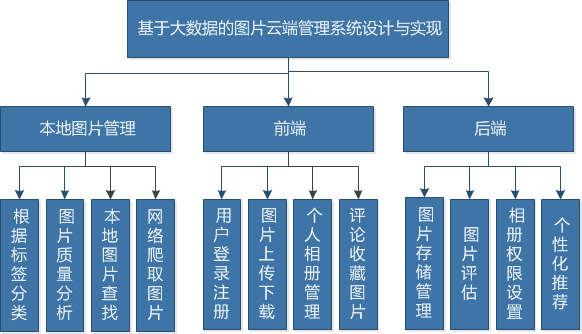 基于大数据的图片云端管理系统设计与实现
本地图片管理
前端
后端
根据标签分类
图片质量分析
本地图片查找
网络爬取图片
用户登录注册
图片上传下载
个人相册管理
评论收藏图片
图片存储管理
图片评估
相册权限设置
个性化推荐